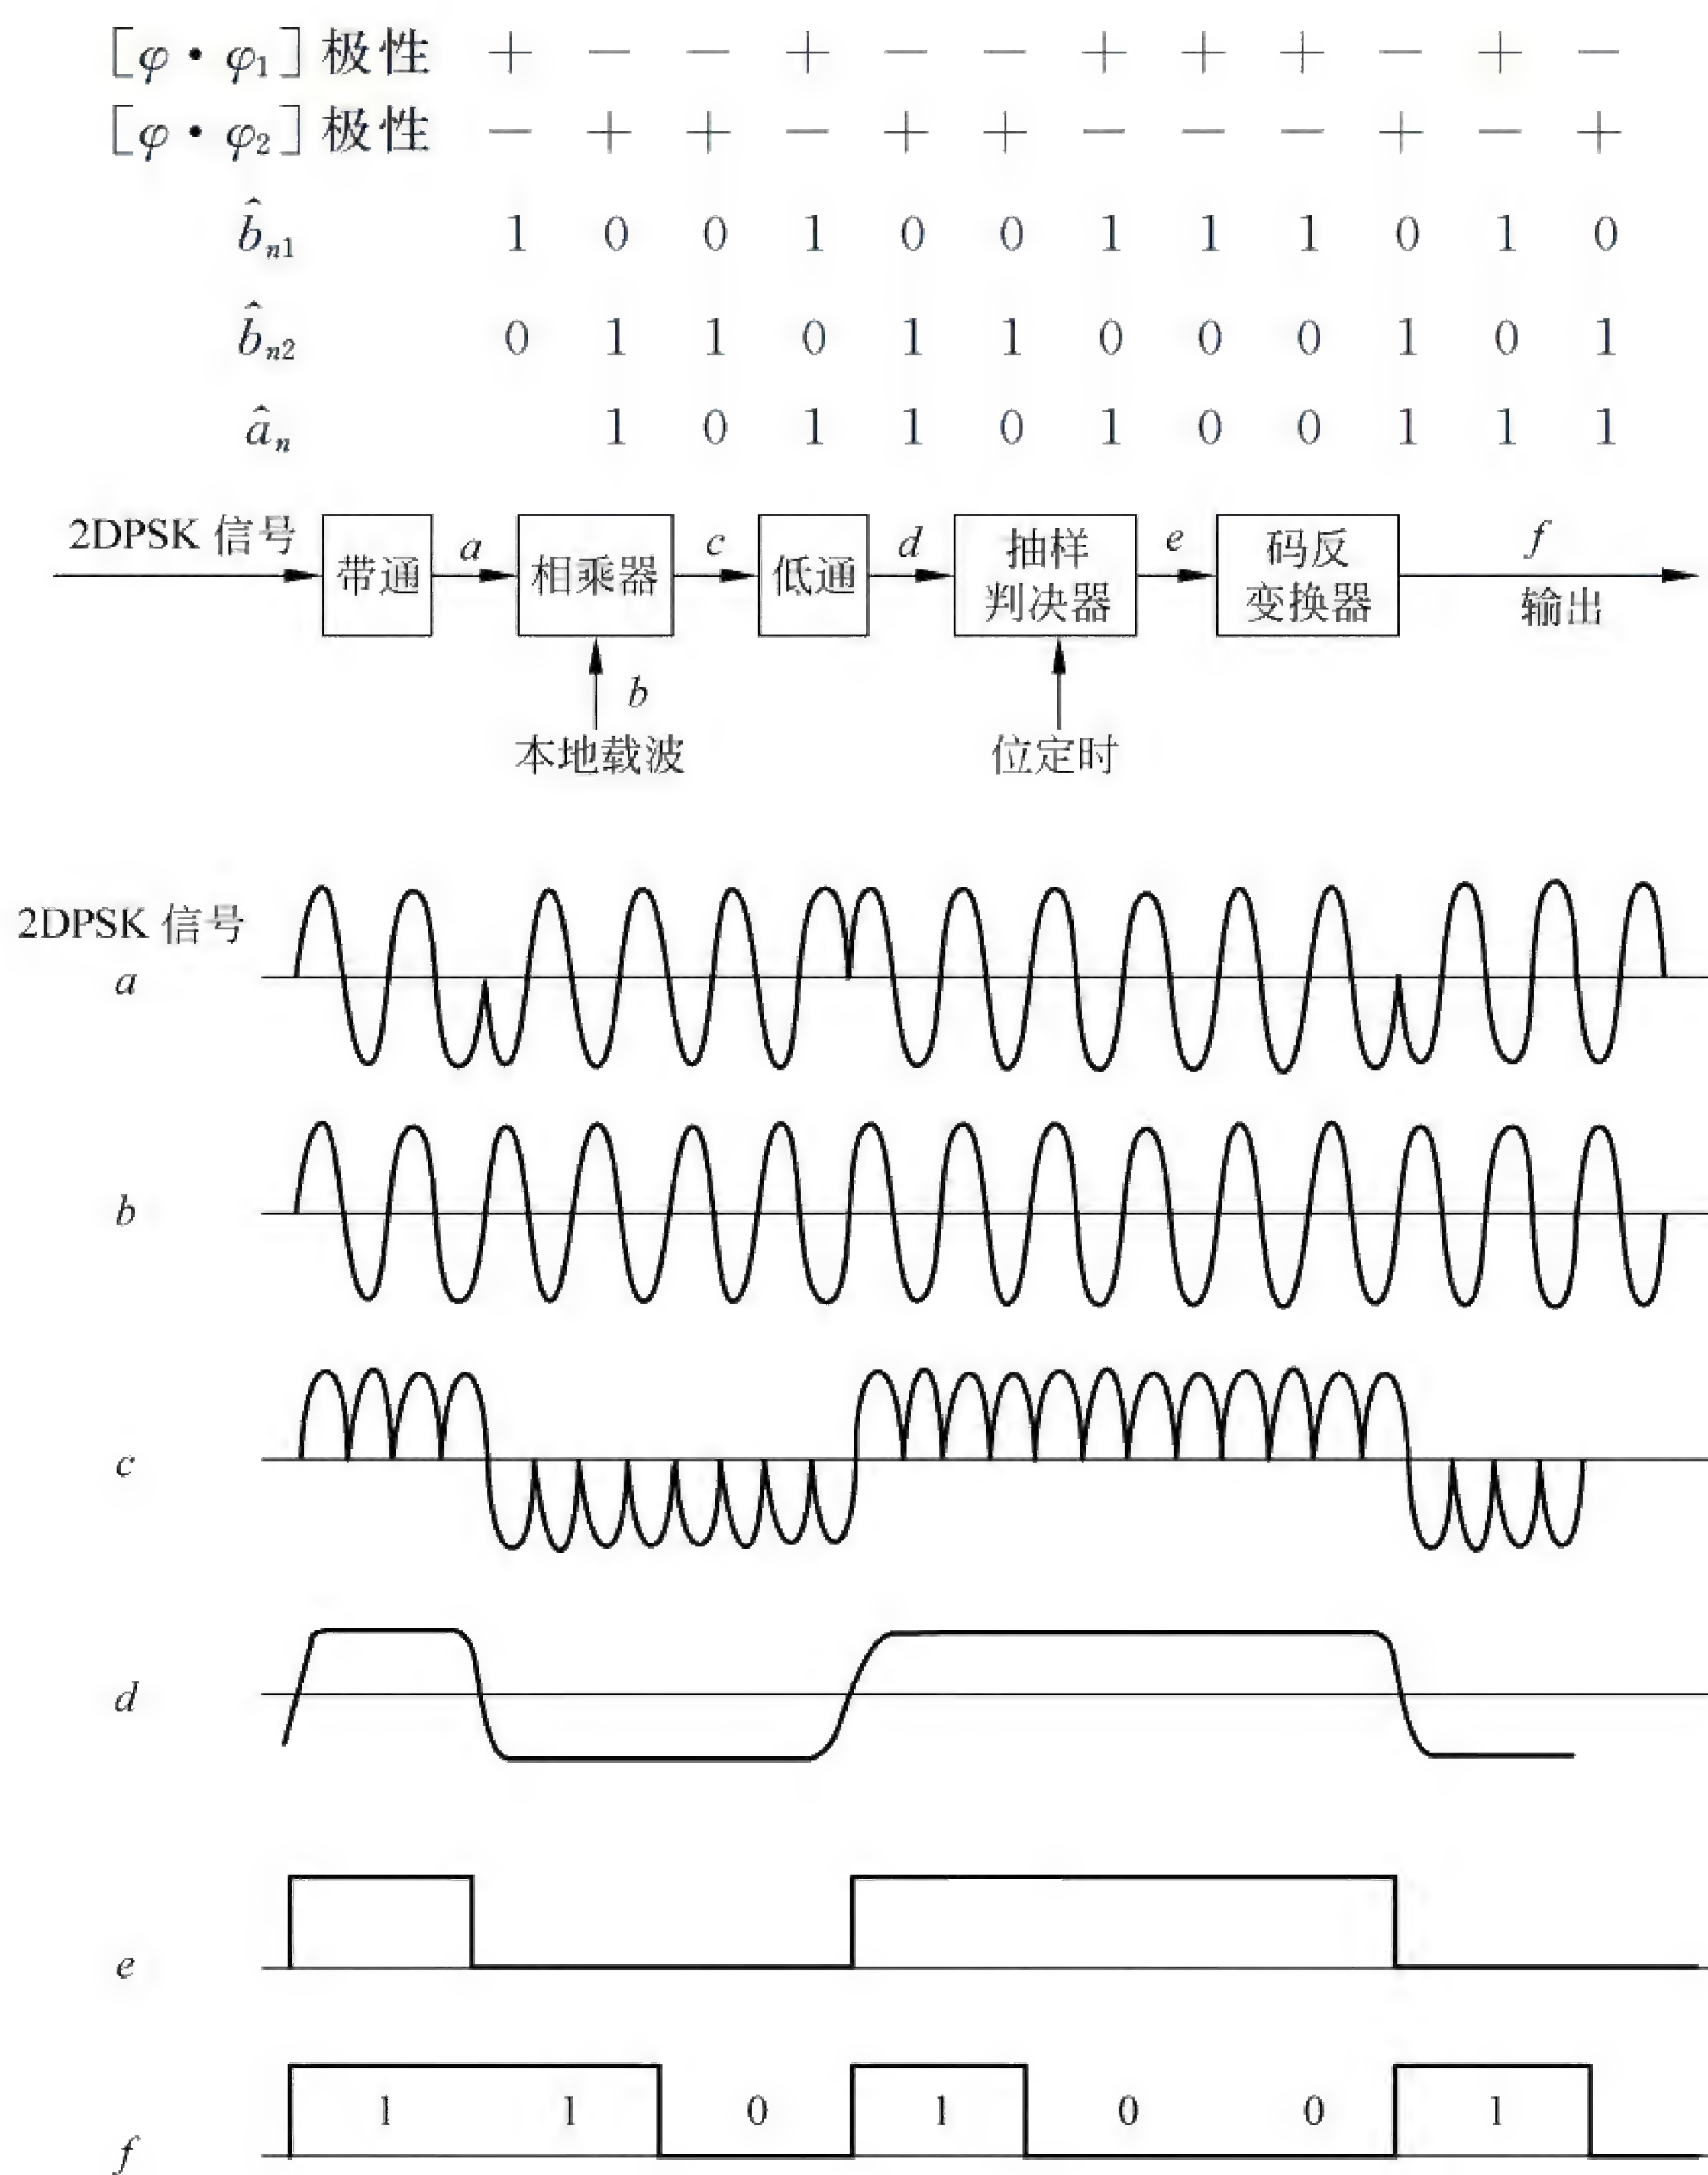 [φ·φ₁]极性 + − − + − − + + + − + −
[φ·φ₂]极性 − + + − + + − − − + − +
b̂ₙ₁ 1 0 0 1 0 0 1 1 1 0 1 0
b̂ₙ₂ 0 1 1 0 1 1 0 0 0 1 0 1
âₙ 1 0 1 1 0 1 0 0 1 1 1
2DPSK 信号
带通
a
相乘器
c
低通
d
抽样
判决器
e
码反
变换器
f
输出
b
本地载波
位定时
2DPSK 信号
a
b
c
d
e
1 1 0 1 0 0 1
f